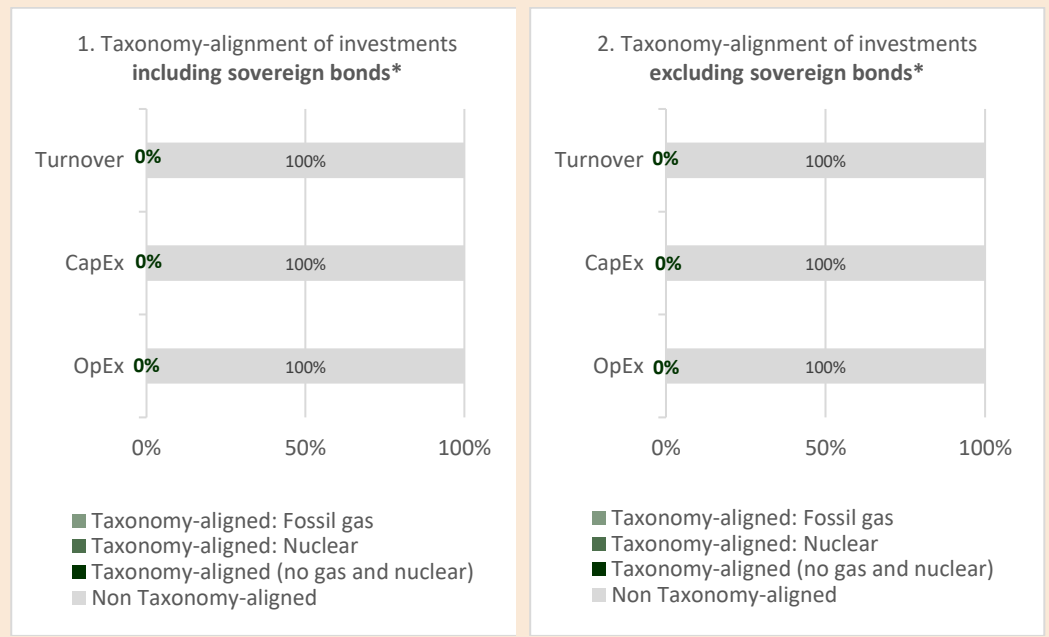 1. Taxonomy-alignment of investments
including sovereign bonds*
Turnover 0% 100%
CapEx 0% 100%
OpEx 0% 100%
0% 50% 100%
Taxonomy-aligned: Fossil gas
Taxonomy-aligned: Nuclear
Taxonomy-aligned (no gas and nuclear)
Non Taxonomy-aligned
2. Taxonomy-alignment of investments
excluding sovereign bonds*
Turnover 0% 100%
CapEx 0% 100%
OpEx 0% 100%
0% 50% 100%
Taxonomy-aligned: Fossil gas
Taxonomy-aligned: Nuclear
Taxonomy-aligned (no gas and nuclear)
Non Taxonomy-aligned